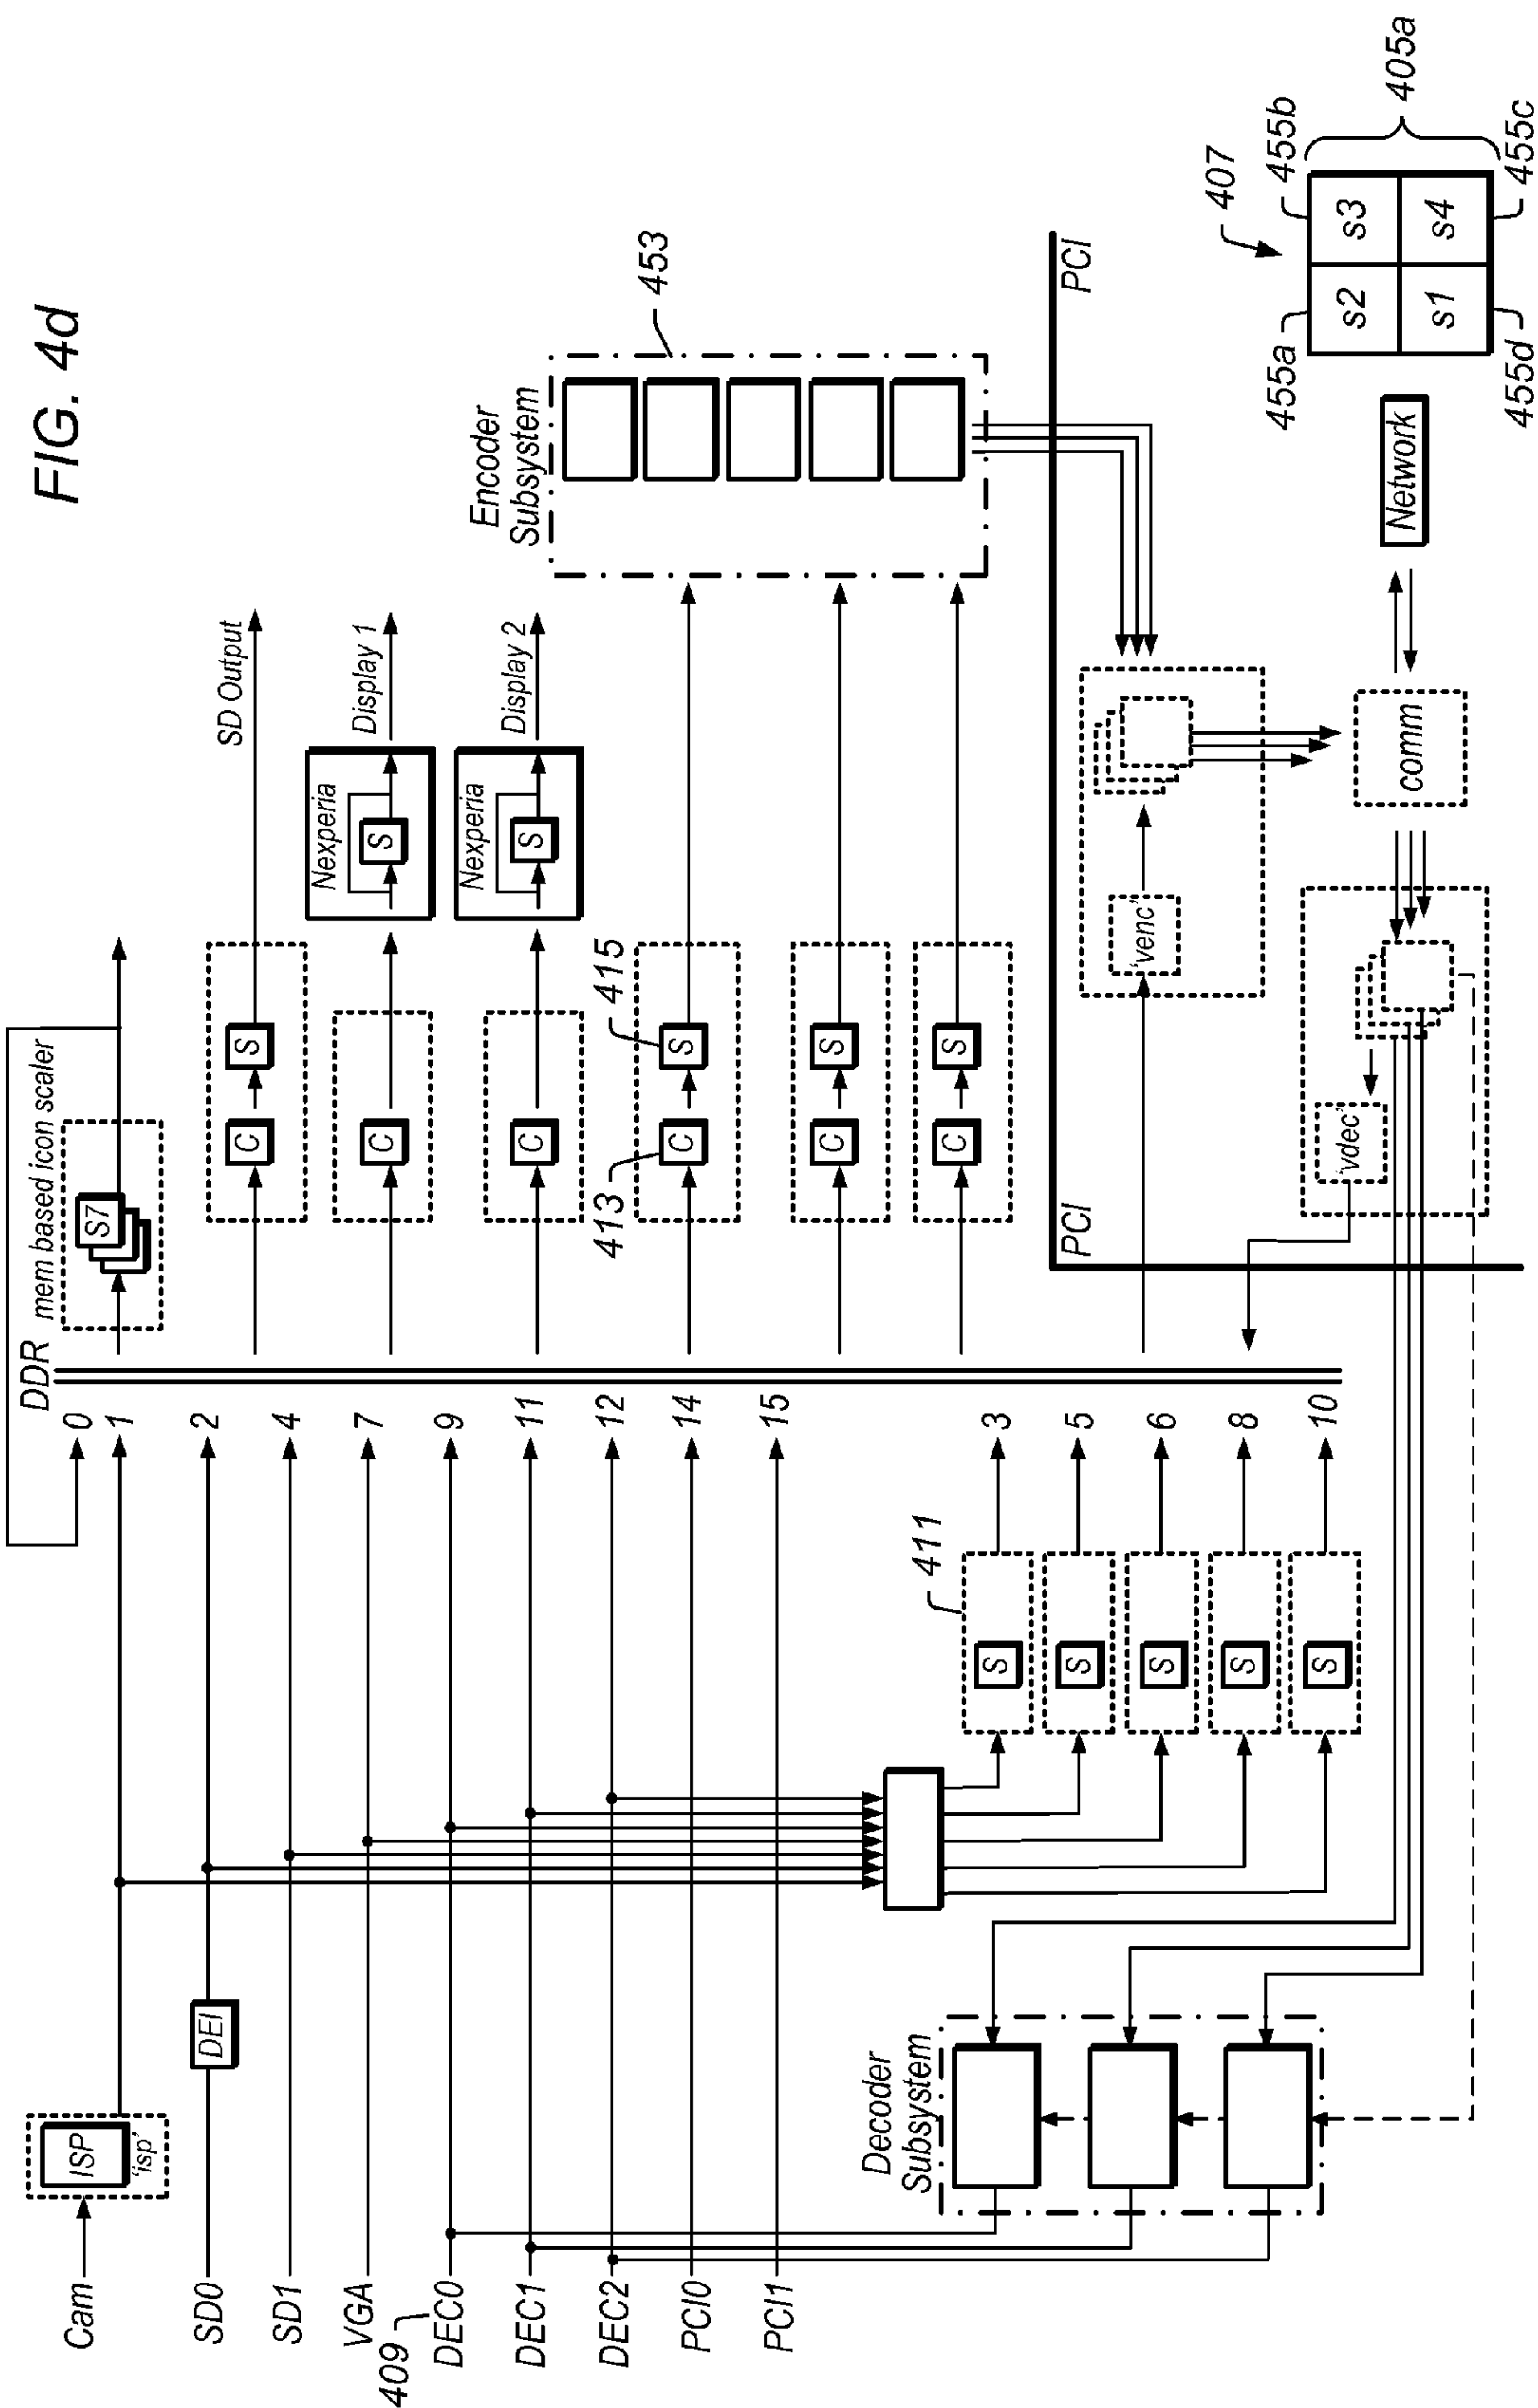 FIG. 4d
Cam
ISP
'isp'
SD0
DEI
SD1
VGA
409
DEC0
DEC1
DEC2
PCI0
PCI1
Decoder
Subsystem
DDR
0
1
2
4
7
9
11
12
14
15
3
5
6
8
10
411
S
S
S
S
S
mem based icon scaler
S7
C
S
SD Output
C
Nexperia
S
Display 1
C
Nexperia
S
Display 2
413
C
S
415
C
S
C
S
Encoder
Subsystem
453
PCI
PCI
'venc'
'vdec'
comm
Network
407
455a
455b
s2
s3
s1
s4
405a
455d
455c